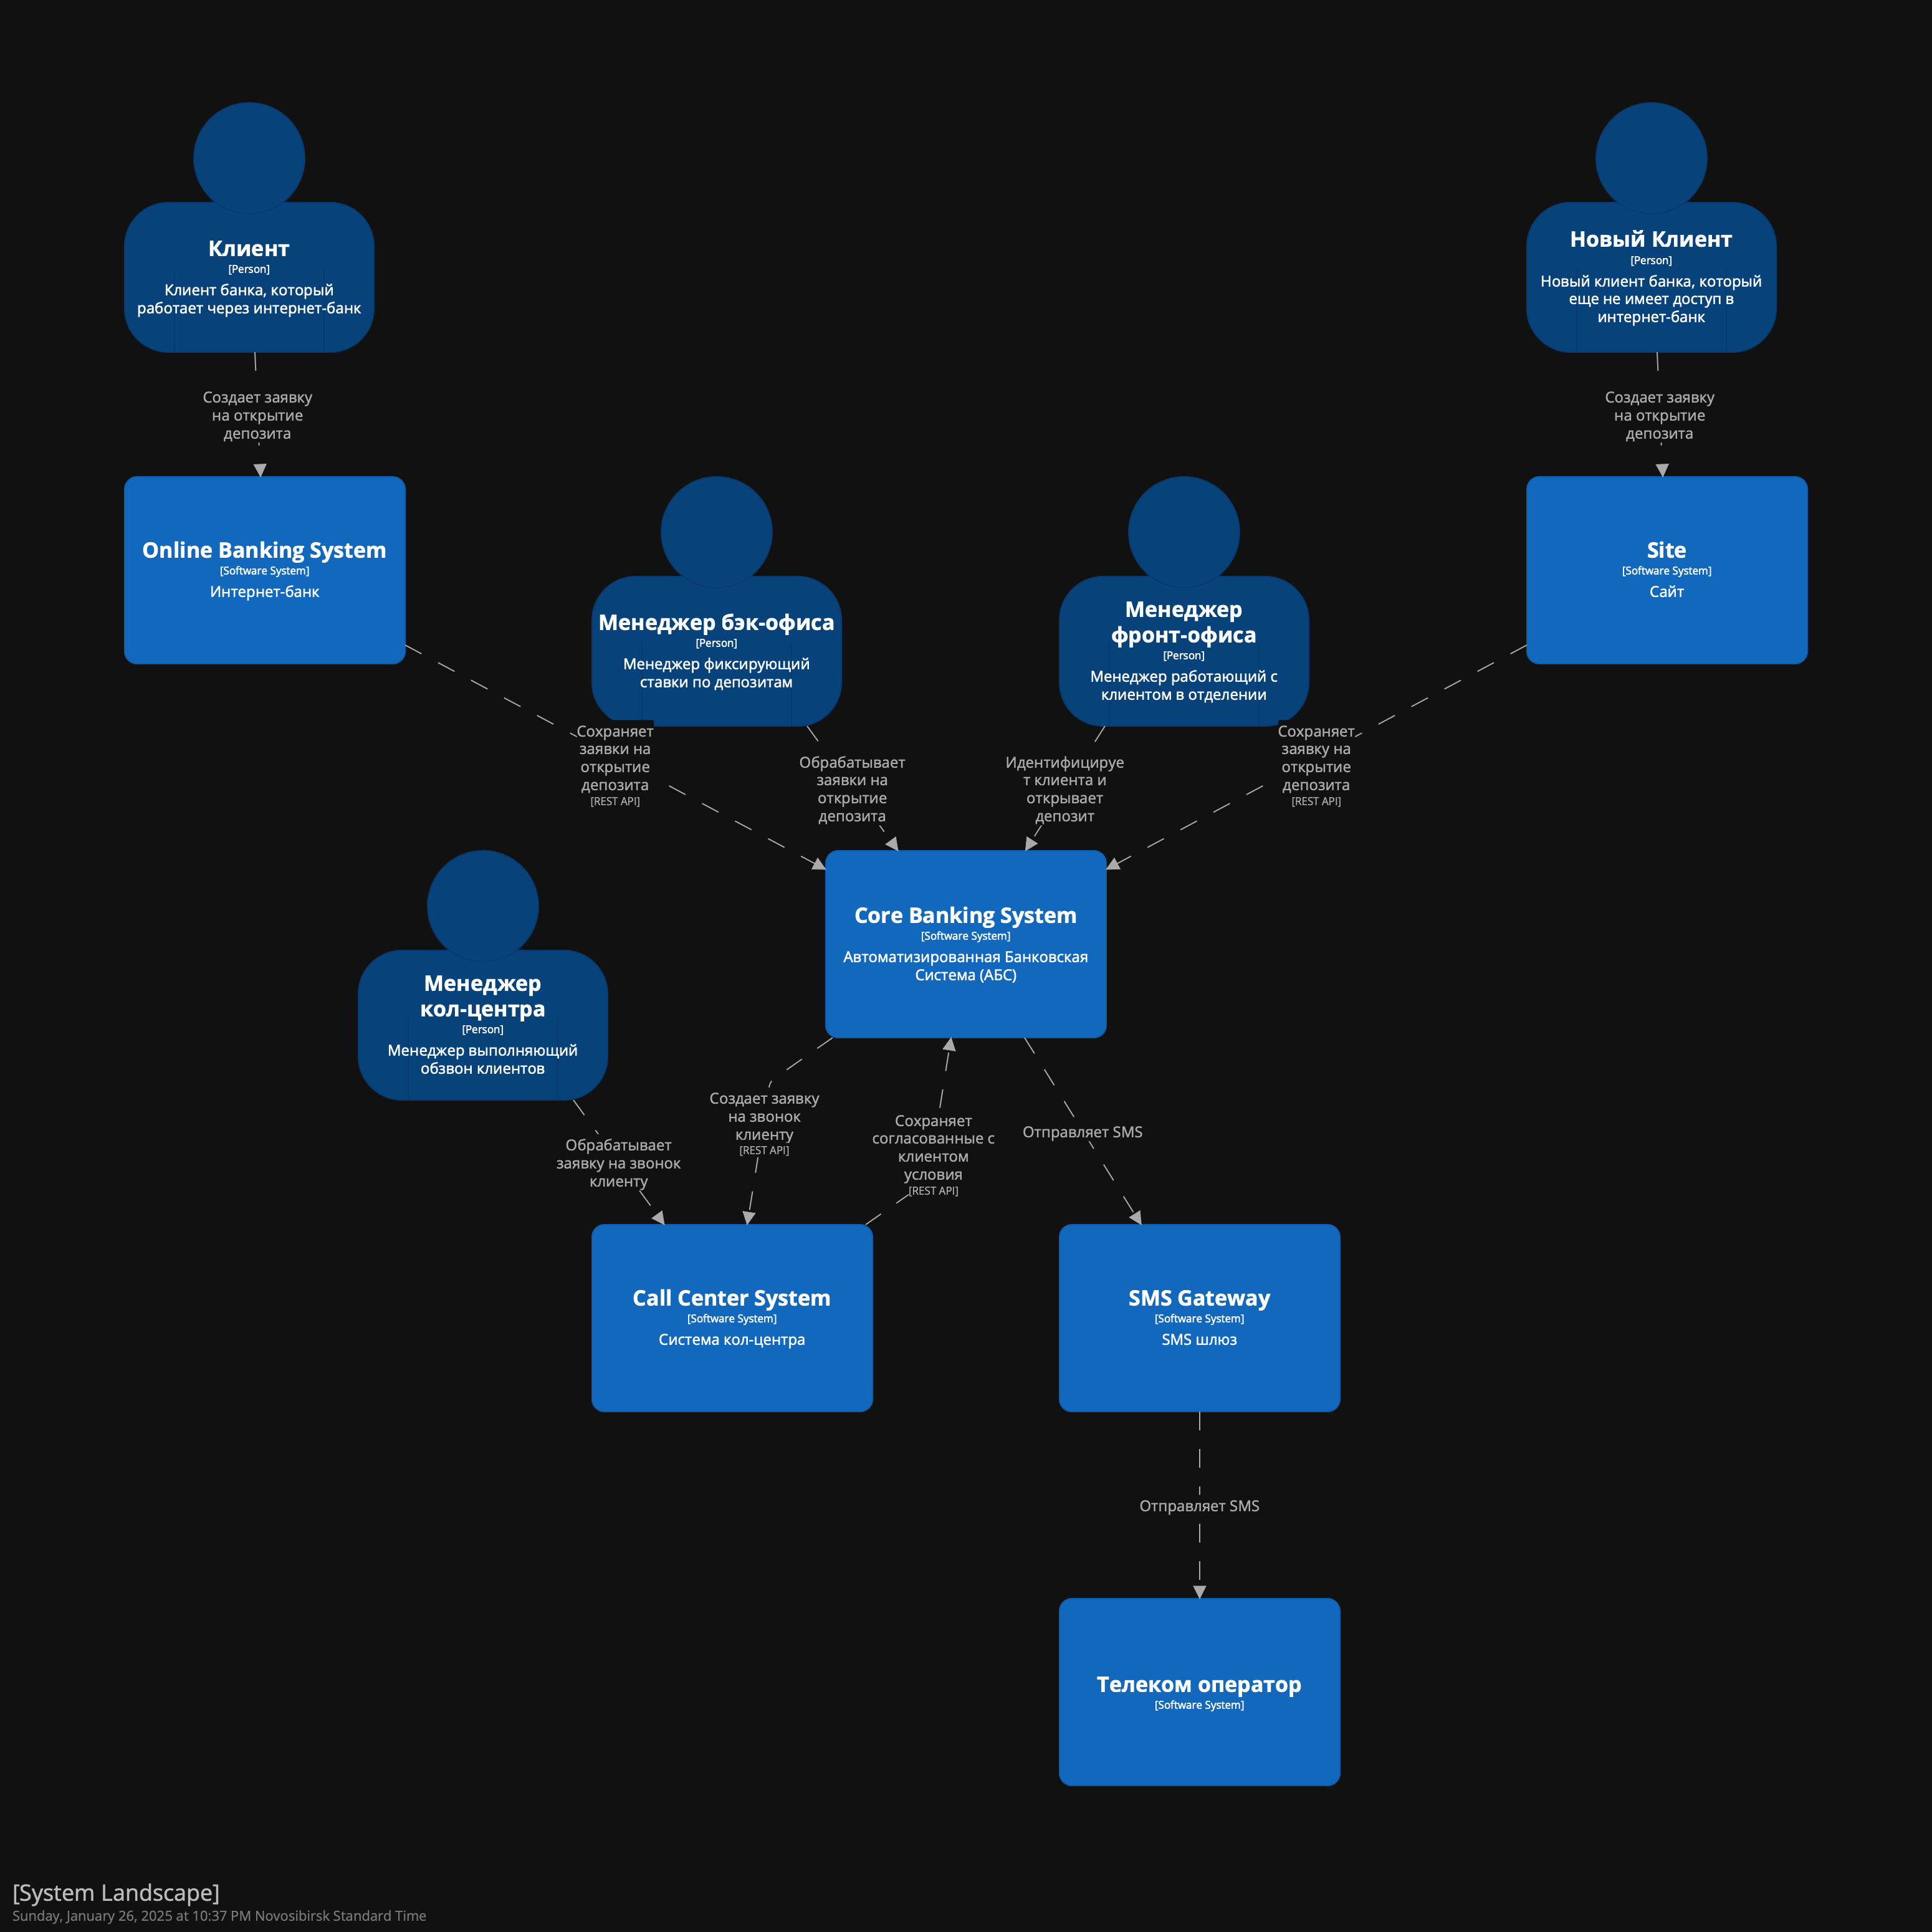 Клиент
[Person]
Клиент банка, который
работает через интернет-банк
Новый Клиент
[Person]
Новый клиент банка, который
еще не имеет доступ в
интернет-банк
Создает заявку
на открытие
депозита
Создает заявку
на открытие
депозита
Online Banking System
[Software System]
Интернет-банк
Менеджер бэк-офиса
[Person]
Менеджер фиксирующий
ставки по депозитам
Менеджер
фронт-офиса
[Person]
Менеджер работающий с
клиентом в отделении
Site
[Software System]
Сайт
Сохраняет
заявки на
открытие
депозита
[REST API]
Обрабатывает
заявки на
открытие
депозита
Идентифицируе
т клиента и
открывает
депозит
Сохраняет
заявку на
открытие
депозита
[REST API]
Core Banking System
[Software System]
Автоматизированная Банковская
Система (АБС)
Менеджер
кол-центра
[Person]
Менеджер выполняющий
обзвон клиентов
Обрабатывает
заявку на звонок
клиенту
Создает заявку
на звонок
клиенту
[REST API]
Сохраняет
согласованные с
клиентом
условия
[REST API]
Отправляет SMS
Call Center System
[Software System]
Система кол-центра
SMS Gateway
[Software System]
SMS шлюз
Отправляет SMS
Телеком оператор
[Software System]
[System Landscape]
Sunday, January 26, 2025 at 10:37 PM Novosibirsk Standard Time